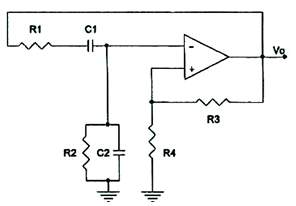 R1 C1
-
+
Vo
R3
R2 C2 R4